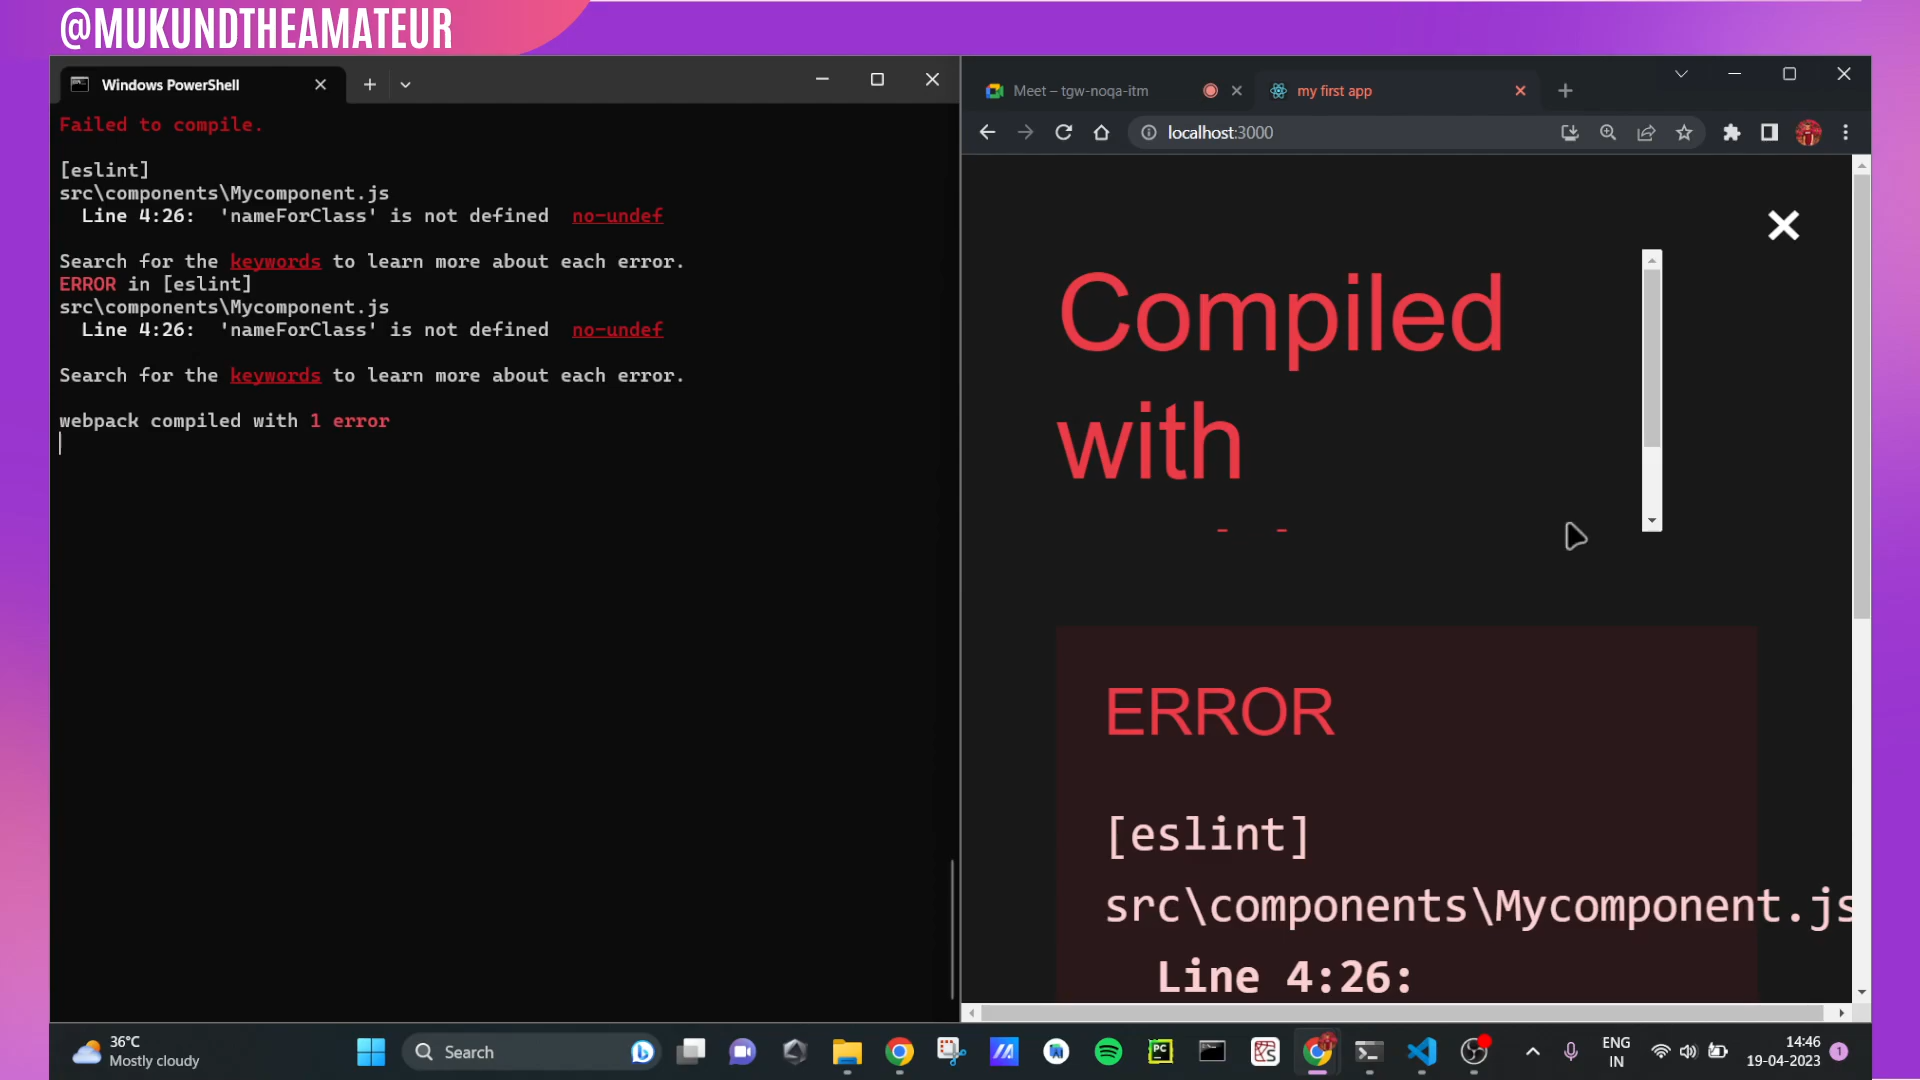 @MUKUNDTHEAMATEUR
Windows PowerShell
Failed to compile.
[eslint]
src\components\Mycomponent.js
Line 4:26: 'nameForClass' is not defined no-undef
Search for the keywords to learn more about each error.
ERROR in [eslint]
src\components\Mycomponent.js
Line 4:26: 'nameForClass' is not defined no-undef
Search for the keywords to learn more about each error.
webpack compiled with 1 error
Meet – tgw-noqa-itm
my first app
localhost:3000
Compiled
with
ERROR
[eslint]
src\components\Mycomponent.js
Line 4:26:
36°C
Mostly cloudy
Search
PC
ENG
IN
14:46
19-04-2023
1